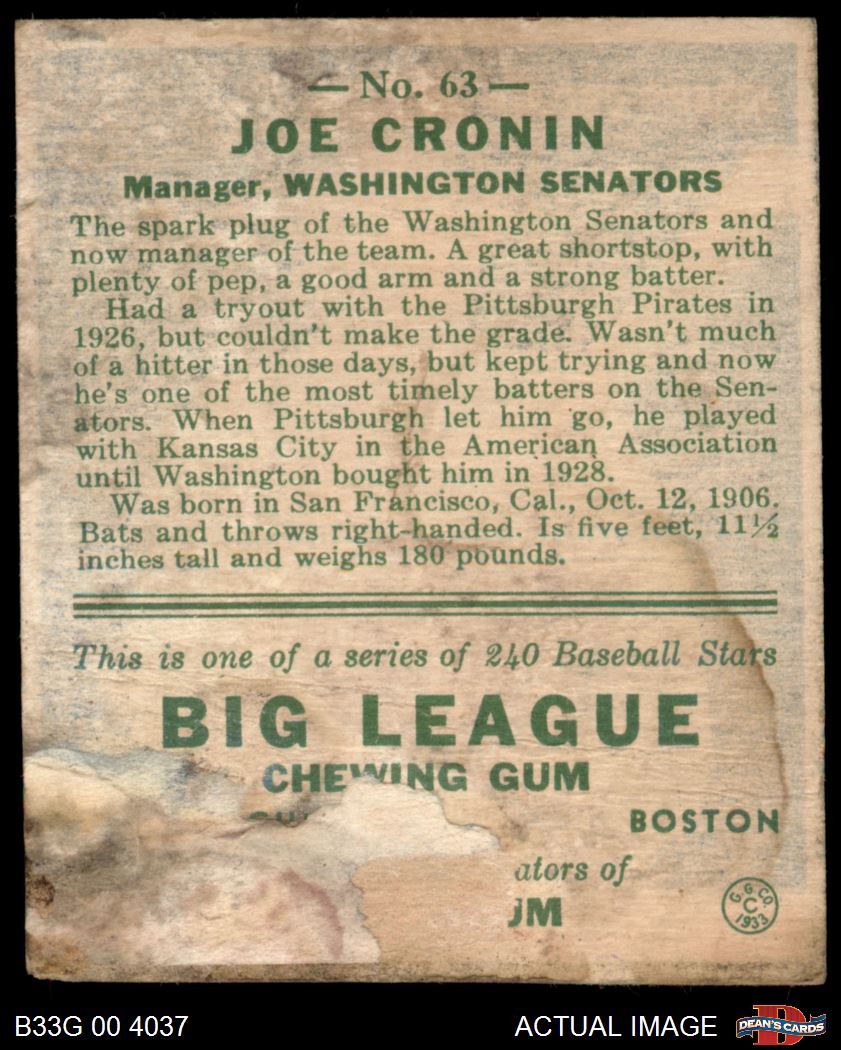 — No. 63 —
JOE CRONIN
Manager, WASHINGTON SENATORS
The spark plug of the Washington Senators and
now manager of the team. A great shortstop, with
plenty of pep, a good arm and a strong batter.
Had a tryout with the Pittsburgh Pirates in
1926, but couldn't make the grade. Wasn't much
of a hitter in those days, but kept trying and now
he's one of the most timely batters on the Sen-
ators. When Pittsburgh let him go, he played
with Kansas City in the American Association
until Washington bought him in 1928.
Was born in San Francisco, Cal., Oct. 12, 1906.
Bats and throws right-handed. Is five feet, 11½
inches tall and weighs 180 pounds.
This is one of a series of 240 Baseball Stars
BIG LEAGUE
CHEWING GUM
BOSTON
ators of
UM
G. G. CO.
C
1933
B33G 00 4037
ACTUAL IMAGE
D
DEAN'S CARDS